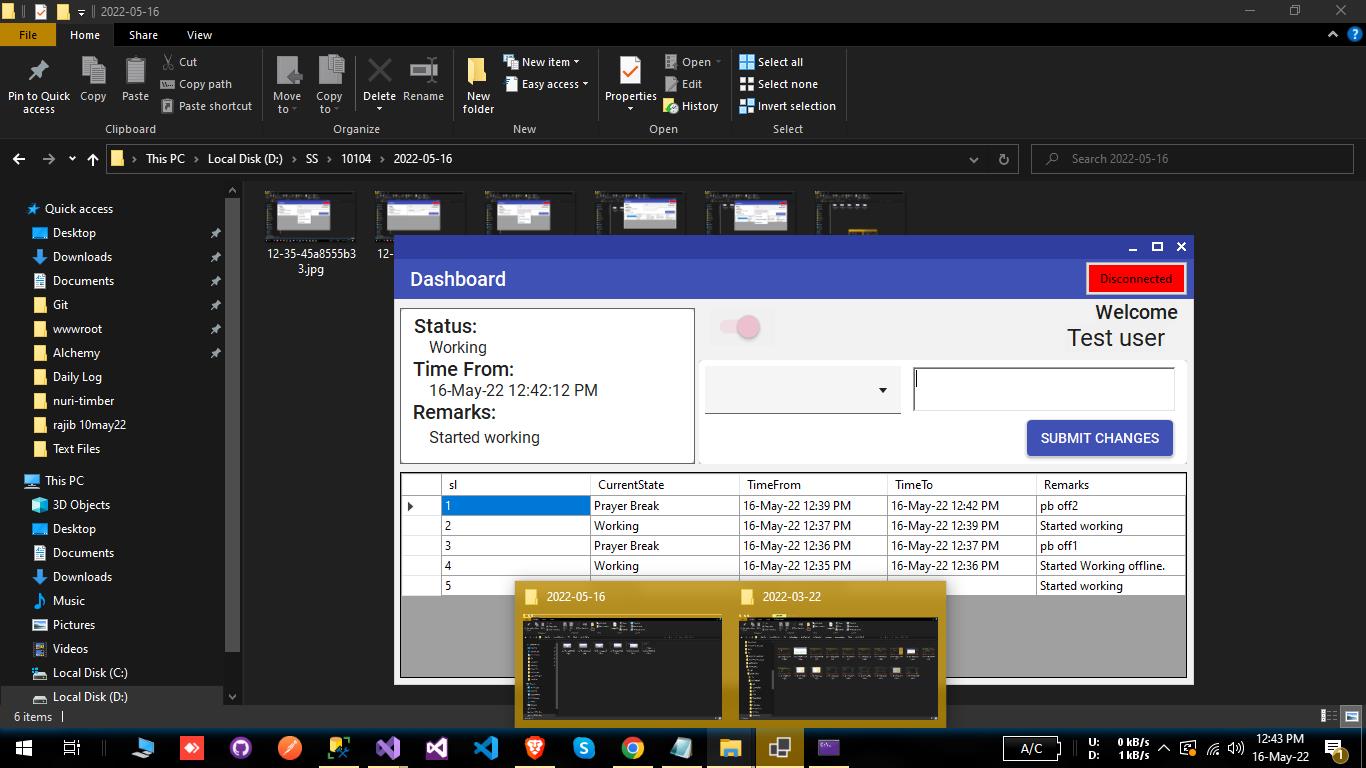 2022-05-16
File Home Share View
Pin to Quick access
Copy
Paste
Cut
Copy path
Paste shortcut
Clipboard
Move to
Copy to
Delete
Rename
Organize
New folder
New item
Easy access
New
Properties
Open
Edit
History
Open
Select all
Select none
Invert selection
Select
This PC
Local Disk (D:)
SS
10104
2022-05-16
Search 2022-05-16
Quick access
Desktop
Downloads
Documents
Git
wwwroot
Alchemy
Daily Log
nuri-timber
rajib 10may22
Text Files
This PC
3D Objects
Desktop
Documents
Downloads
Music
Pictures
Videos
Local Disk (C:)
Local Disk (D:)
6 items
12-35-45a8555b3
3.jpg
12-
Dashboard
Disconnected
Status:
Working
Time From:
16-May-22 12:42:12 PM
Remarks:
Started working
Welcome
Test user
SUBMIT CHANGES
sl CurrentState TimeFrom TimeTo Remarks
1 Prayer Break 16-May-22 12:39 PM 16-May-22 12:42 PM pb off2
2 Working 16-May-22 12:37 PM 16-May-22 12:39 PM Started working
3 Prayer Break 16-May-22 12:36 PM 16-May-22 12:37 PM pb off1
4 Working 16-May-22 12:35 PM 16-May-22 12:36 PM Started Working offline.
5 Started working
2022-05-16
2022-03-22
A/C
U: 0 kB/s
D: 1 kB/s
12:43 PM
16-May-22
1